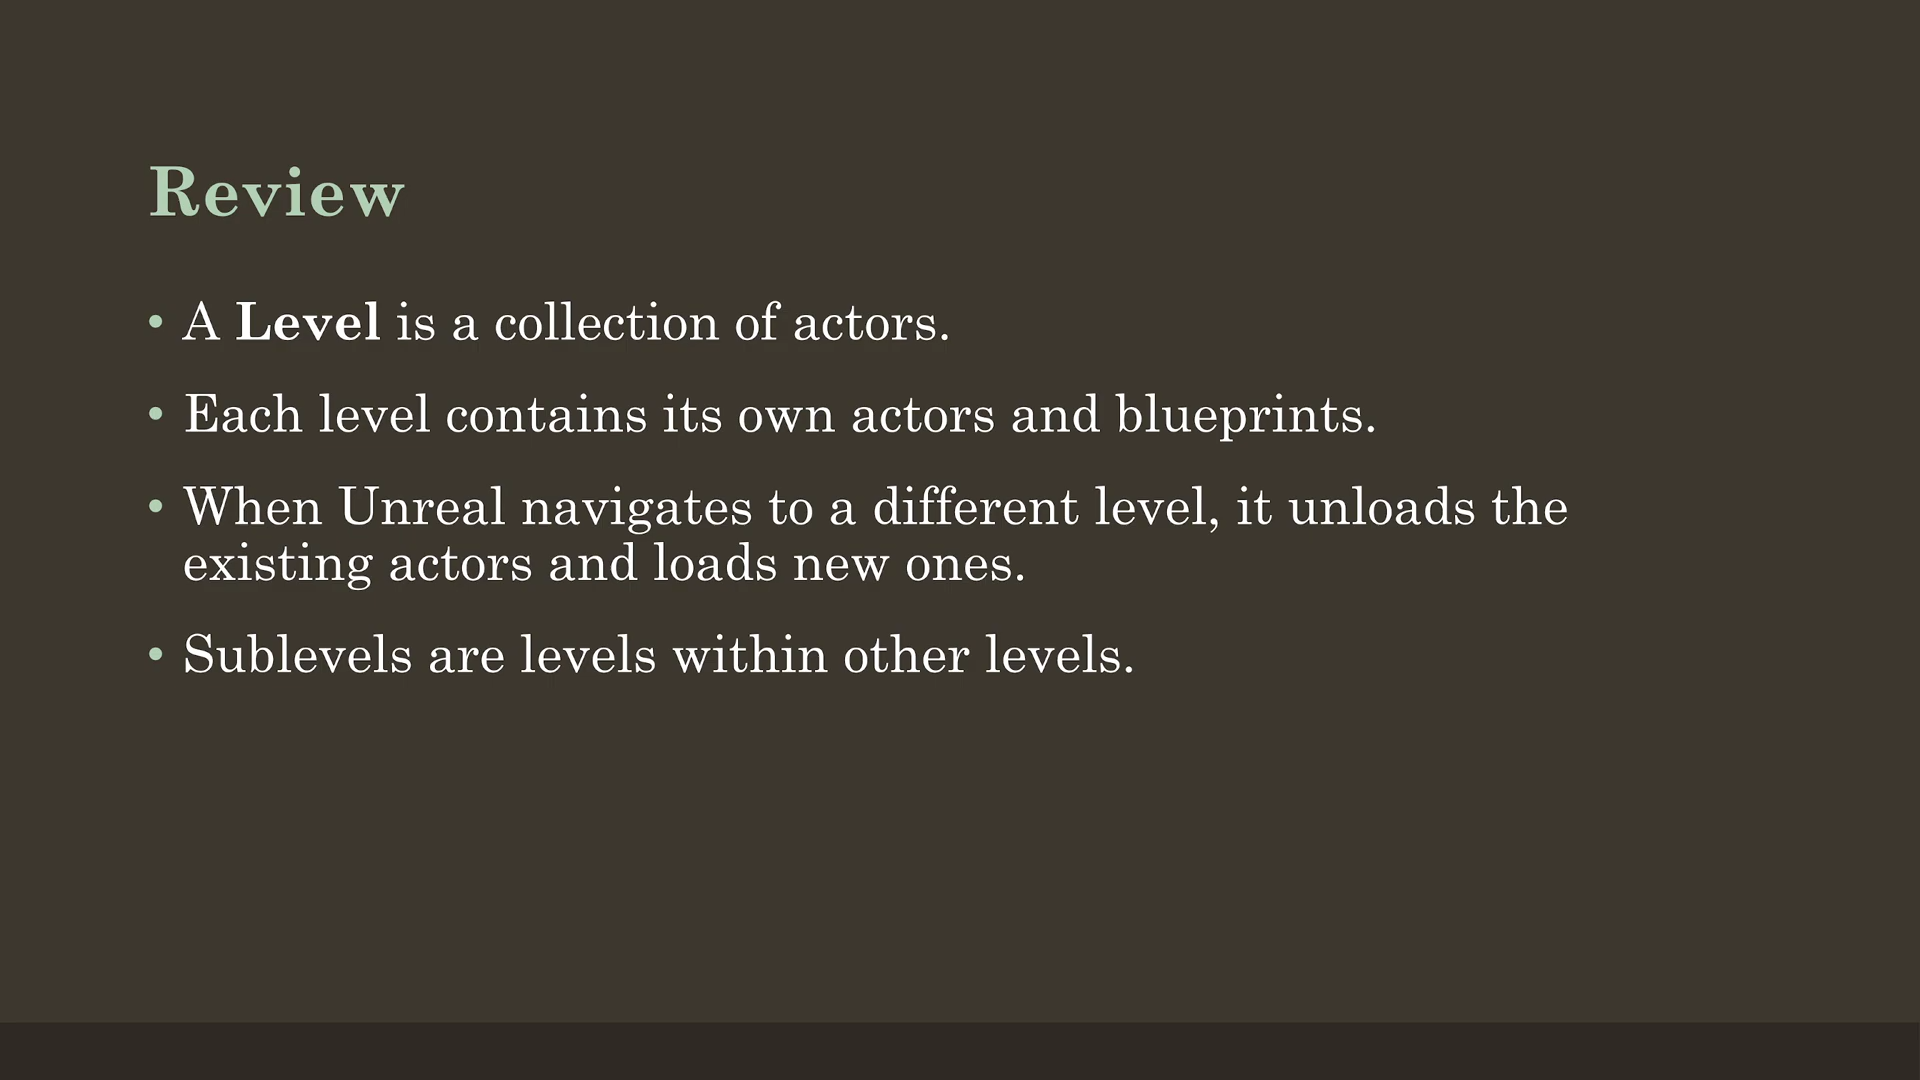 Review
• A Level is a collection of actors.
• Each level contains its own actors and blueprints.
• When Unreal navigates to a different level, it unloads the
existing actors and loads new ones.
• Sublevels are levels within other levels.